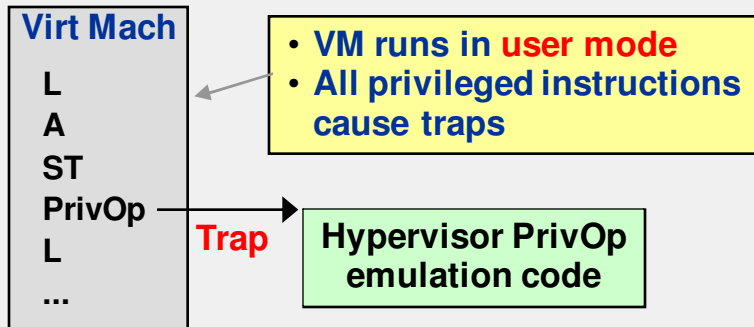 Virt Mach
L
A
ST
PrivOp
L
...
• VM runs in user mode
• All privileged instructions
cause traps
Trap
Hypervisor PrivOp
emulation code